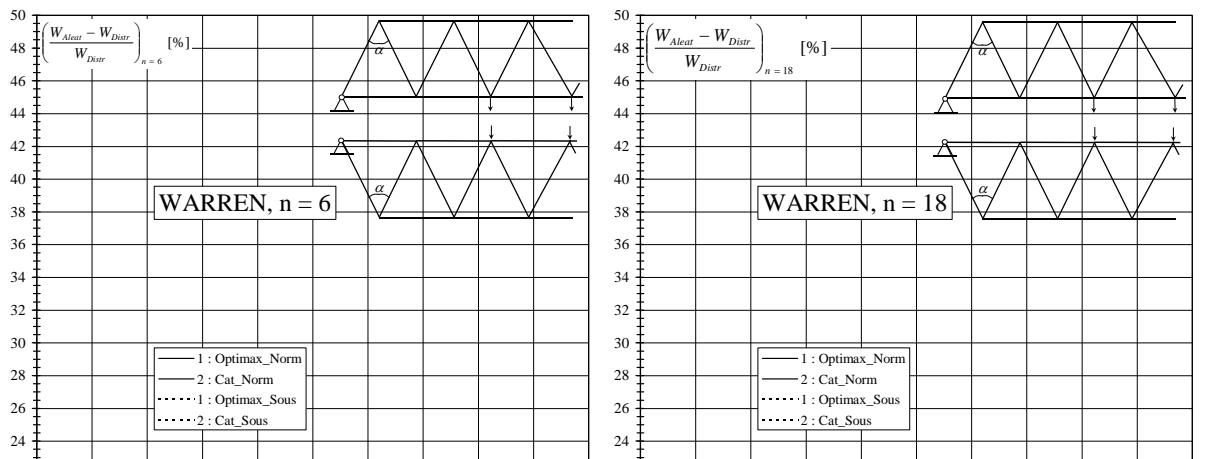 50
48
46
44
42
40
38
36
34
32
30
28
26
24
(W_Aleat − W_Distr / W_Distr)_n = 6 [%]
α
α
WARREN, n = 6
1 : Optimax_Norm
2 : Cat_Norm
1 : Optimax_Sous
2 : Cat_Sous
50
48
46
44
42
40
38
36
34
32
30
28
26
24
(W_Aleat − W_Distr / W_Distr)_n = 18 [%]
α
α
WARREN, n = 18
1 : Optimax_Norm
2 : Cat_Norm
1 : Optimax_Sous
2 : Cat_Sous